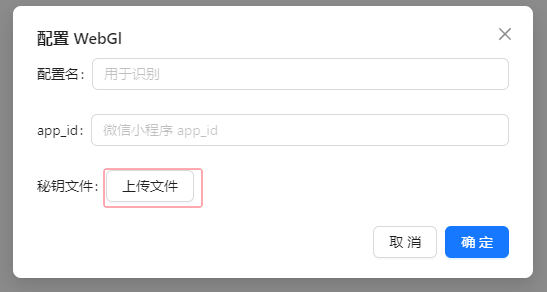 配置 WebGl
配置名: 用于识别
app_id: 微信小程序 app_id
秘钥文件: 上传文件
取 消 确 定